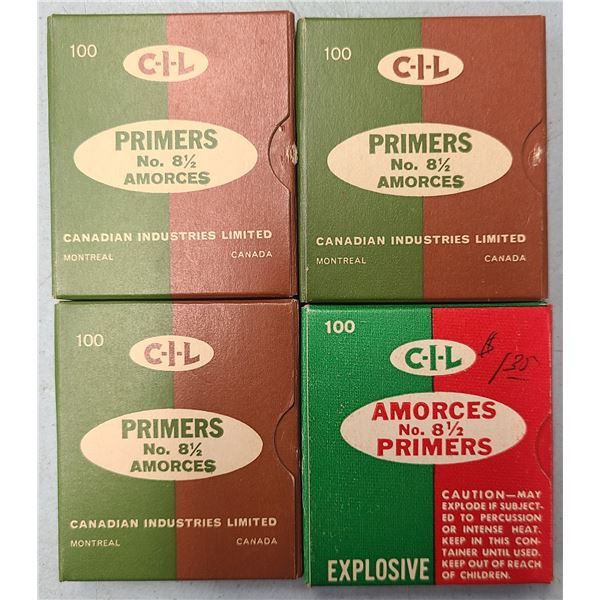 100
C-I-L
PRIMERS
No. 8½
AMORCES
CANADIAN INDUSTRIES LIMITED
MONTREAL CANADA
100
C-I-L
PRIMERS
No. 8½
AMORCES
CANADIAN INDUSTRIES LIMITED
MONTREAL CANADA
100
C-I-L
PRIMERS
No. 8½
AMORCES
CANADIAN INDUSTRIES LIMITED
MONTREAL CANADA
100
C-I-L
$1.35
AMORCES
No. 8½
PRIMERS
CAUTION—MAY
EXPLODE IF SUBJECT-
ED TO PERCUSSION
OR INTENSE HEAT.
KEEP IN THIS CON-
TAINER UNTIL USED.
KEEP OUT OF REACH
OF CHILDREN.
EXPLOSIVE